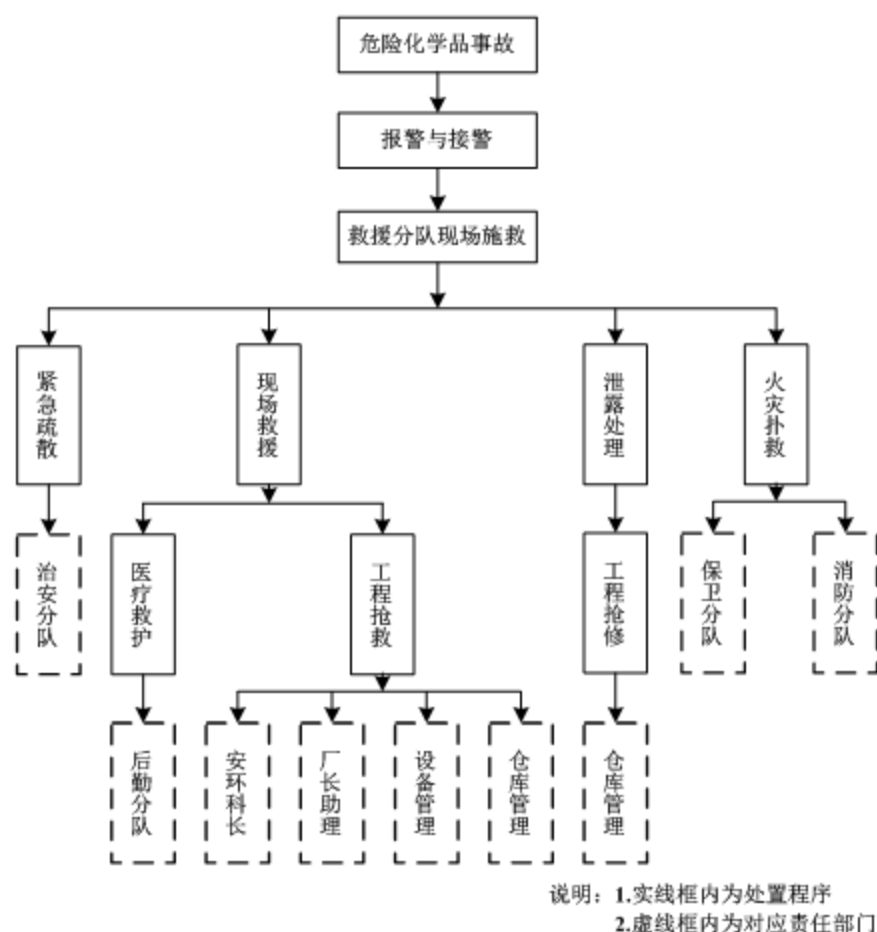 危险化学品事故
报警与接警
救援分队现场施救
紧急疏散
现场救援
泄露处理
火灾扑救
治安分队
医疗救护
工程抢救
工程抢修
保卫分队
消防分队
后勤分队
安环科长
厂长助理
设备管理
仓库管理
仓库管理
说明：1.实线框内为处置程序
2.虚线框内为对应责任部门